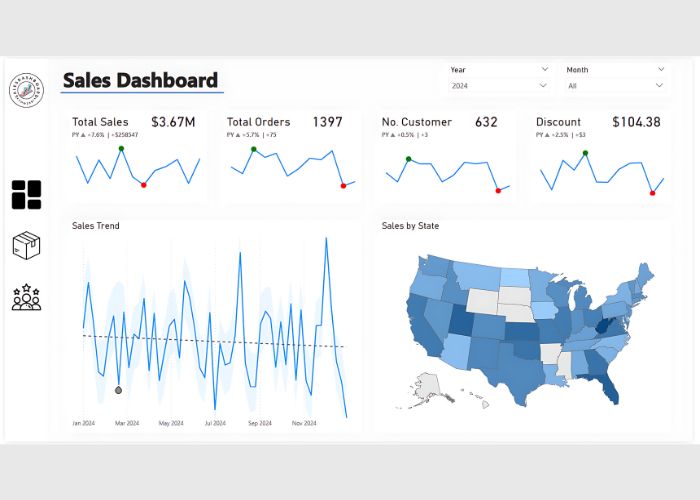 Sales Dashboard
Year
2024
Month
All
Total Sales $3.67M
PY ▲ +7.6% | +$258547
Total Orders 1397
PY ▲ +5.7% | +75
No. Customer 632
PY ▲ +0.5% | +3
Discount $104.38
PY ▲ +2.5% | +$3
Sales Trend
Jan 2024 Mar 2024 May 2024 Jul 2024 Sep 2024 Nov 2024
Sales by State